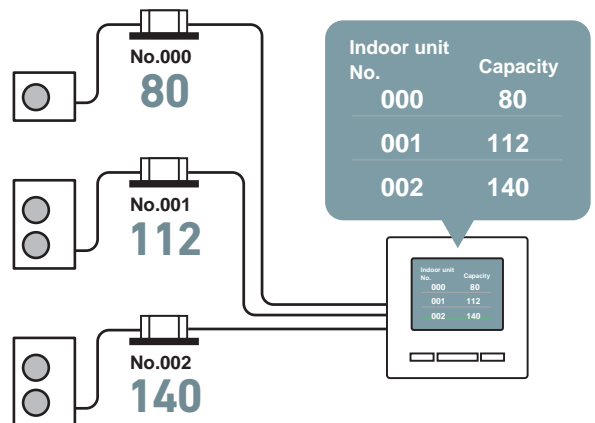 No.000
80
No.001
112
No.002
140
Indoor unit
No. Capacity
000 80
001 112
002 140
Indoor unit
No. Capacity
000 80
001 112
002 140